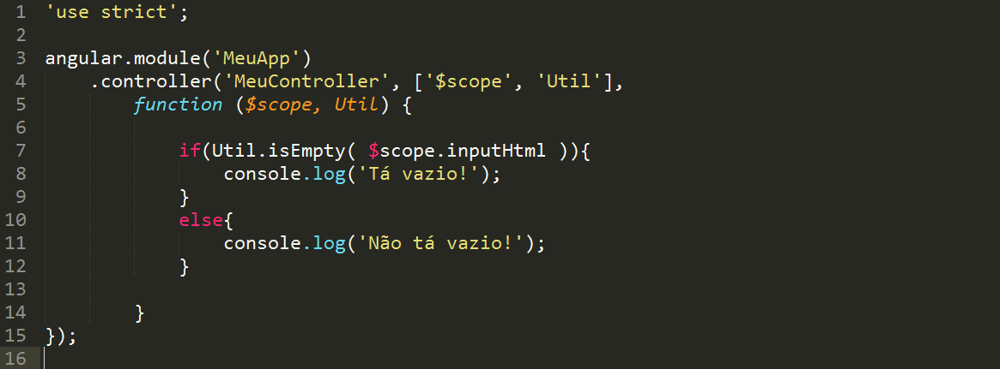 1 'use strict';
2
3 angular.module('MeuApp')
4     .controller('MeuController', ['$scope', 'Util'],
5         function ($scope, Util) {
6
7             if(Util.isEmpty( $scope.inputHtml )){
8                 console.log('Tá vazio!');
9             }
10             else{
11                 console.log('Não tá vazio!');
12             }
13
14         }
15 });
16